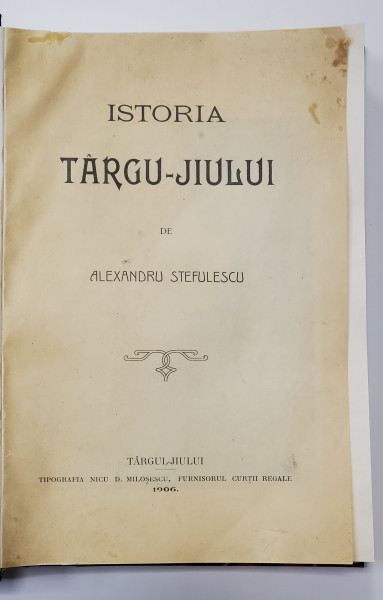 ISTORIA
TÂRGU-JIULUI
DE
ALEXANDRU STEFULESCU
TÂRGUL-JIULUI
TIPOGRAFIA NICU D. MILOȘESCU, FURNISORUL CURȚII REGALE
1906.